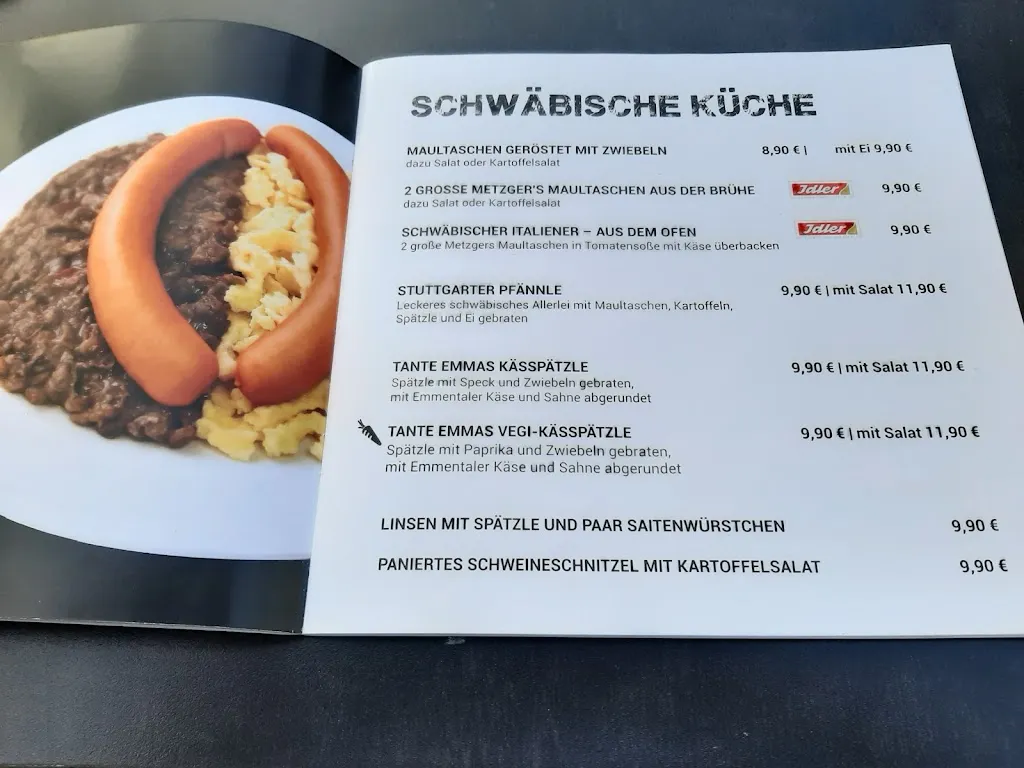 SCHWÄBISCHE KÜCHE
MAULTASCHEN GERÖSTET MIT ZWIEBELN 8,90 € | mit Ei 9,90 €
dazu Salat oder Kartoffelsalat
2 GROSSE METZGER'S MAULTASCHEN AUS DER BRÜHE Idler 9,90 €
dazu Salat oder Kartoffelsalat
SCHWÄBISCHER ITALIENER – AUS DEM OFEN Idler 9,90 €
2 große Metzgers Maultaschen in Tomatensoße mit Käse überbacken
STUTTGARTER PFÄNNLE 9,90 € | mit Salat 11,90 €
Leckeres schwäbisches Allerlei mit Maultaschen, Kartoffeln,
Spätzle und Ei gebraten
TANTE EMMAS KÄSSPÄTZLE 9,90 € | mit Salat 11,90 €
Spätzle mit Speck und Zwiebeln gebraten,
mit Emmentaler Käse und Sahne abgerundet
TANTE EMMAS VEGI-KÄSSPÄTZLE 9,90 € | mit Salat 11,90 €
Spätzle mit Paprika und Zwiebeln gebraten,
mit Emmentaler Käse und Sahne abgerundet
LINSEN MIT SPÄTZLE UND PAAR SAITENWÜRSTCHEN 9,90 €
PANIERTES SCHWEINESCHNITZEL MIT KARTOFFELSALAT 9,90 €